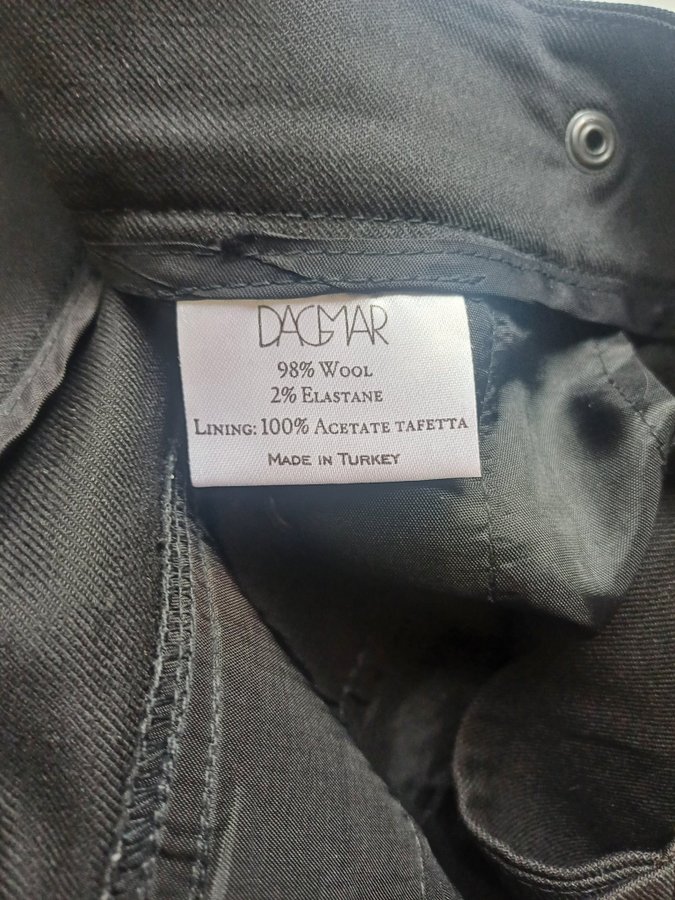 DAGMAR
98% Wool
2% Elastane
Lining: 100% Acetate tafetta
Made in Turkey